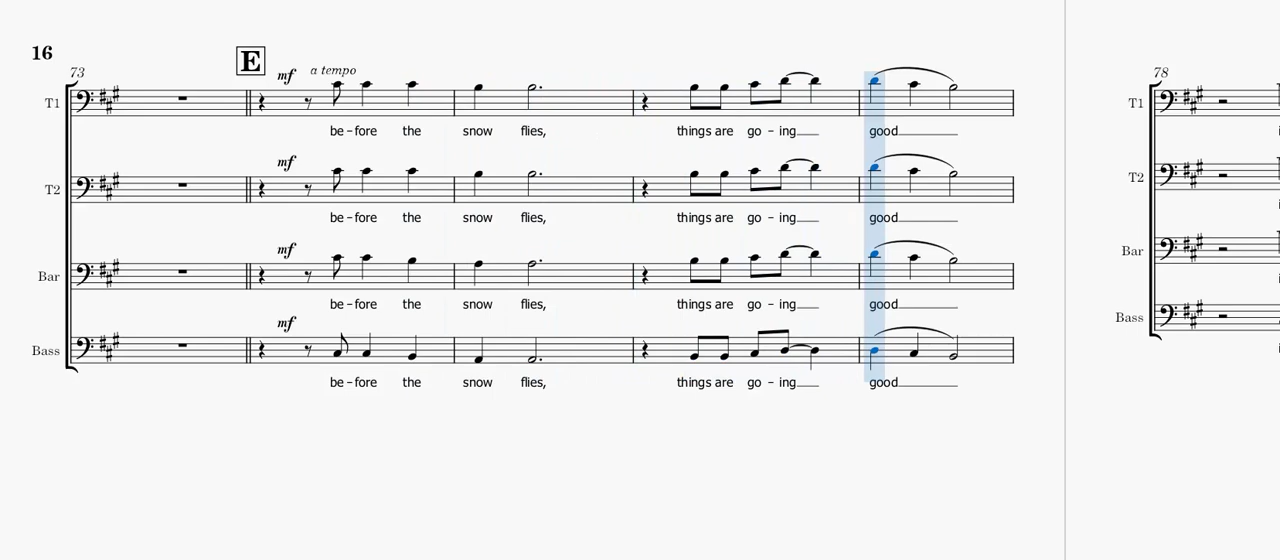 16
E
73
mf a tempo
78
T1
T1
be – fore the snow flies, things are go – ing good
mf
T2
T2
be – fore the snow flies, things are go – ing good
mf
Bar
Bar
be – fore the snow flies, things are go – ing good
mf
Bass
Bass
be – fore the snow flies, things are go – ing good